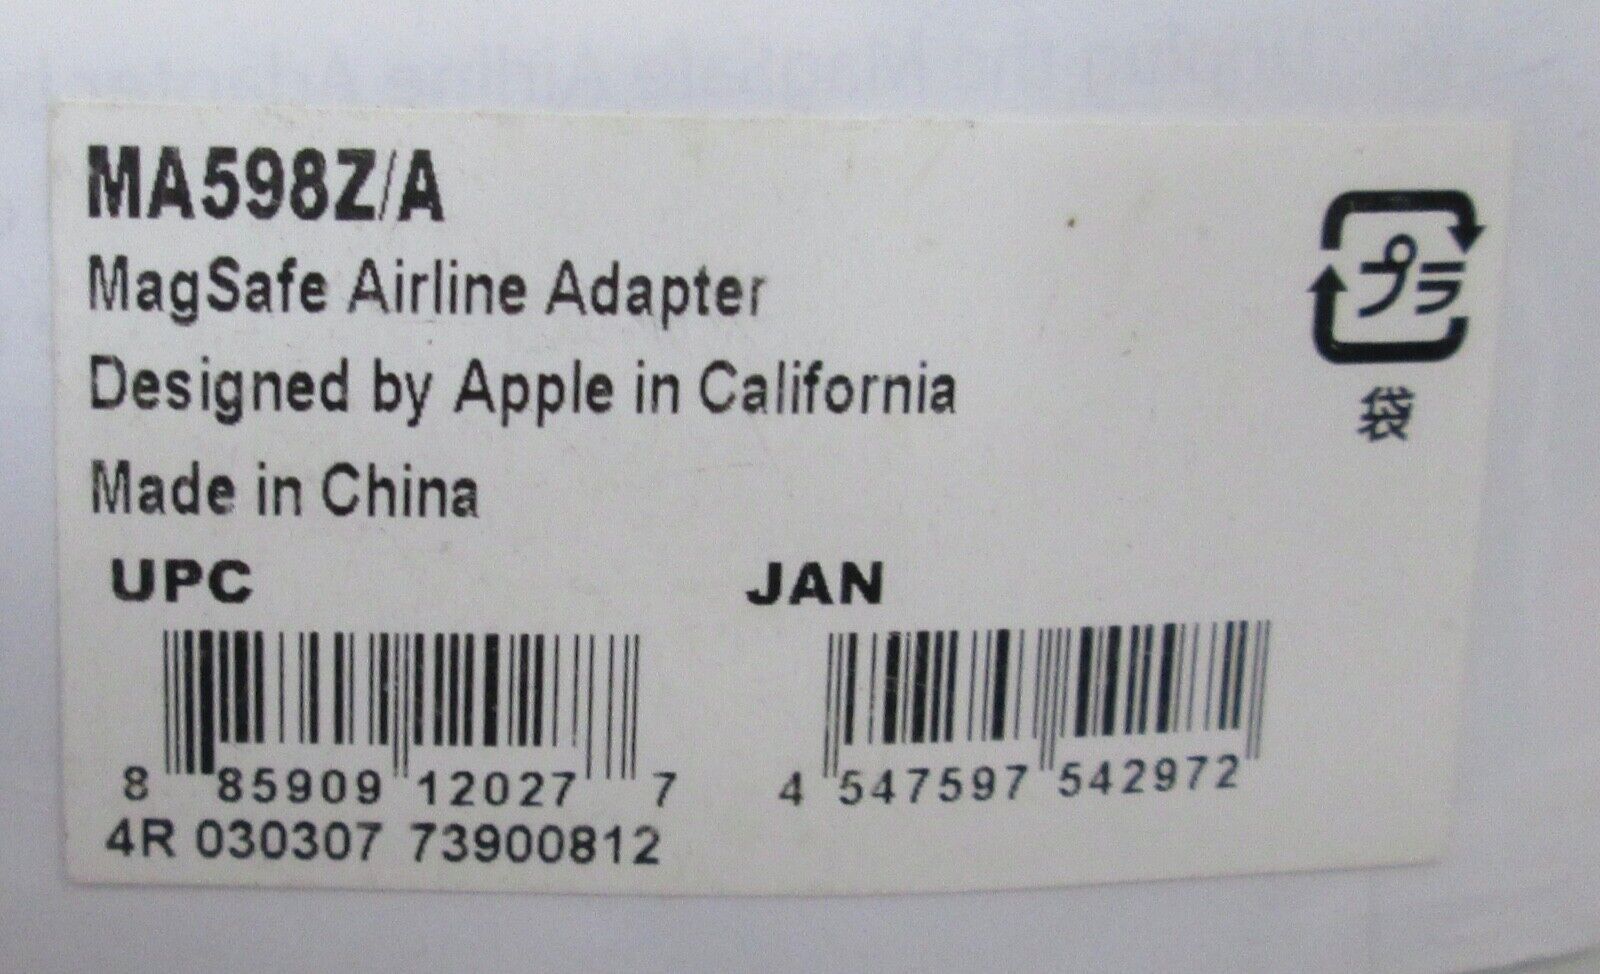 MA598Z/A
MagSafe Airline Adapter
Designed by Apple in California
Made in China
プラ
袋
UPC
JAN
8 85909 12027 7
4 547597 542972
4R 030307 73900812